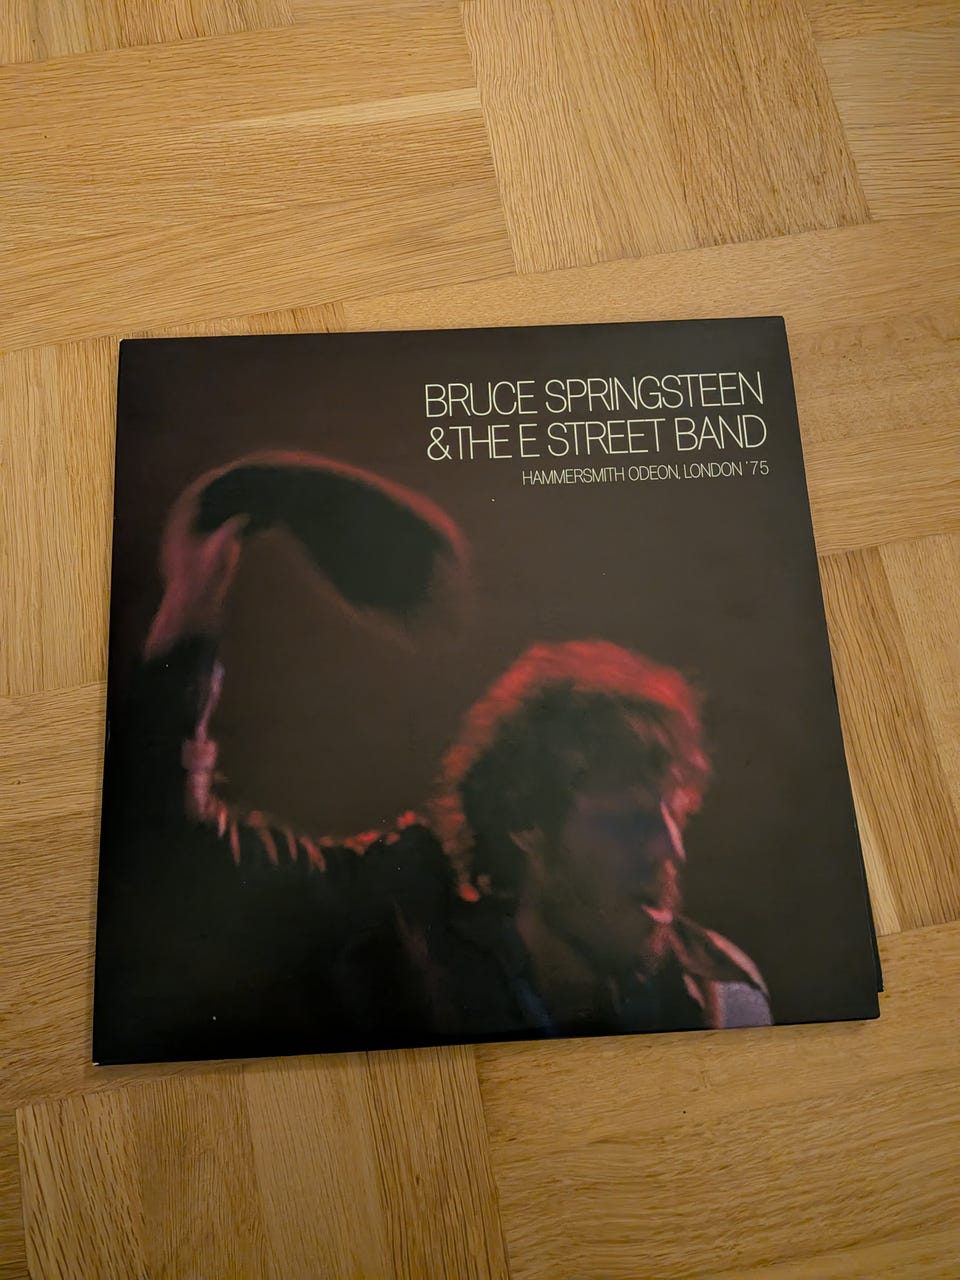 BRUCE SPRINGSTEEN
&THE E STREET BAND
HAMMERSMITH ODEON, LONDON '75